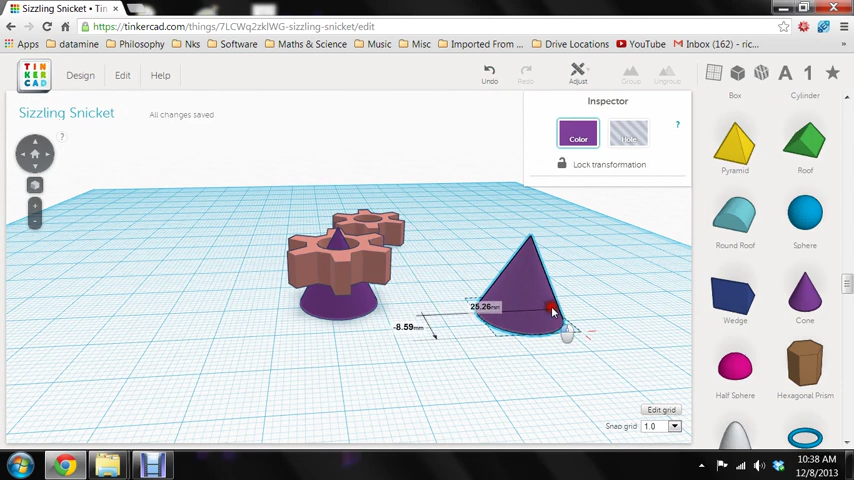 Sizzling Snicket | Tin
https://tinkercad.com/things/7LCWq2zklWG-sizzling-snicket/edit
Apps datamine Philosophy Nks Software Maths & Science Music Misc Imported From ... Drive Locations YouTube Inbox (162) - ric...
TIN
KER
CAD
Design Edit Help Undo Redo Adjust Group Ungroup
Sizzling Snicket All changes saved
Inspector
Color Hole
?
Lock transformation
Box Cylinder
Pyramid Roof
Round Roof Sphere
Wedge Cone
Half Sphere Hexagonal Prism
25.26mm
-8.59mm
Edit grid
Snap grid 1.0
10:38 AM
12/8/2013